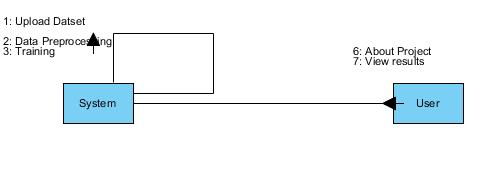 1: Upload Datset
2: Data Preprocessing
3: Training
6: About Project
7: View results
System
User